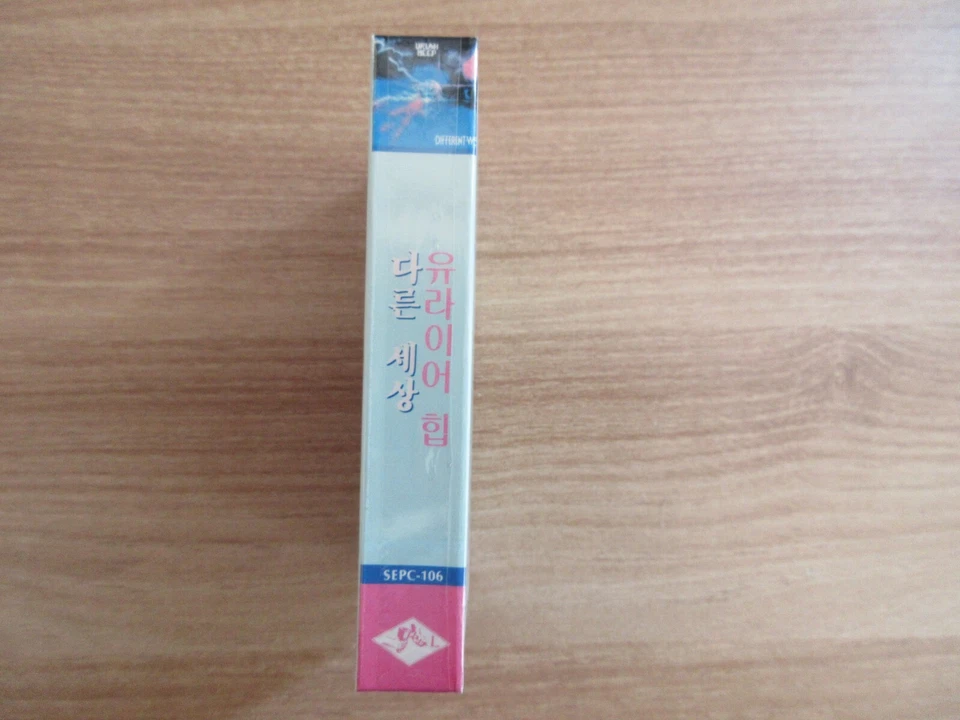 URIAH
HEEP
DIFFERENT W
유라이어 힙
다른 세상
SEPC-106